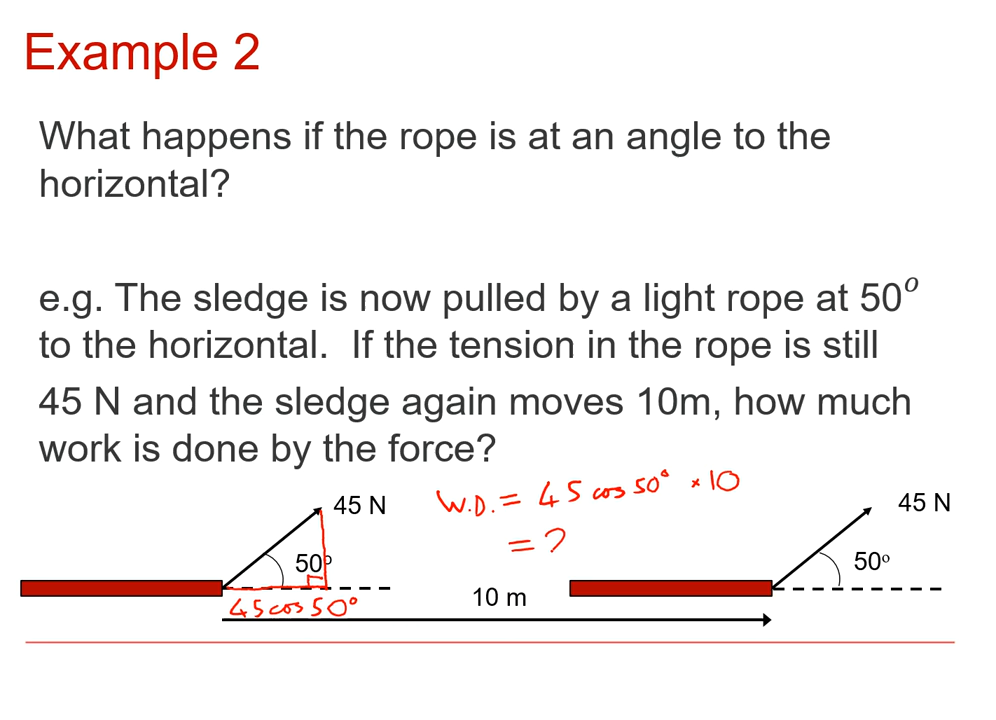 Example 2
What happens if the rope is at an angle to the
horizontal?
e.g. The sledge is now pulled by a light rope at 50°
to the horizontal.  If the tension in the rope is still
45 N and the sledge again moves 10m, how much
work is done by the force?
W.D. = 45 cos 50° × 10
= ?
45 N
50°
45 cos 50°
10 m
45 N
50°